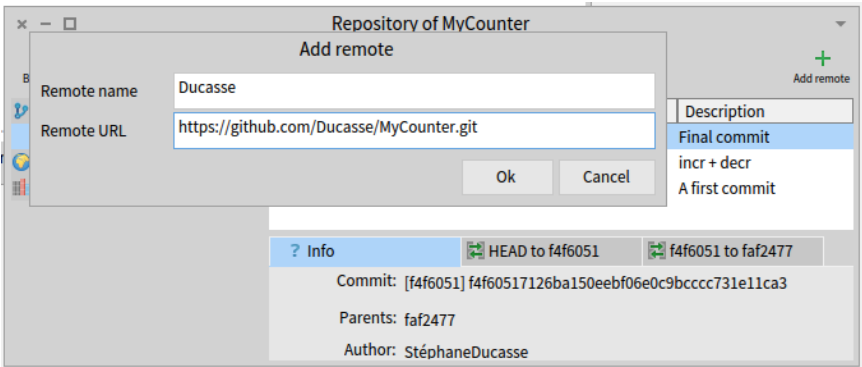 Repository of MyCounter
Add remote
Add remote
Remote name
Ducasse
Remote URL
https://github.com/Ducasse/MyCounter.git
Ok
Cancel
Description
Final commit
incr + decr
A first commit
? Info
HEAD to f4f6051
f4f6051 to faf2477
Commit: [f4f6051] f4f60517126ba150eebf06e0c9bcccc731e11ca3
Parents: faf2477
Author: StéphaneDucasse